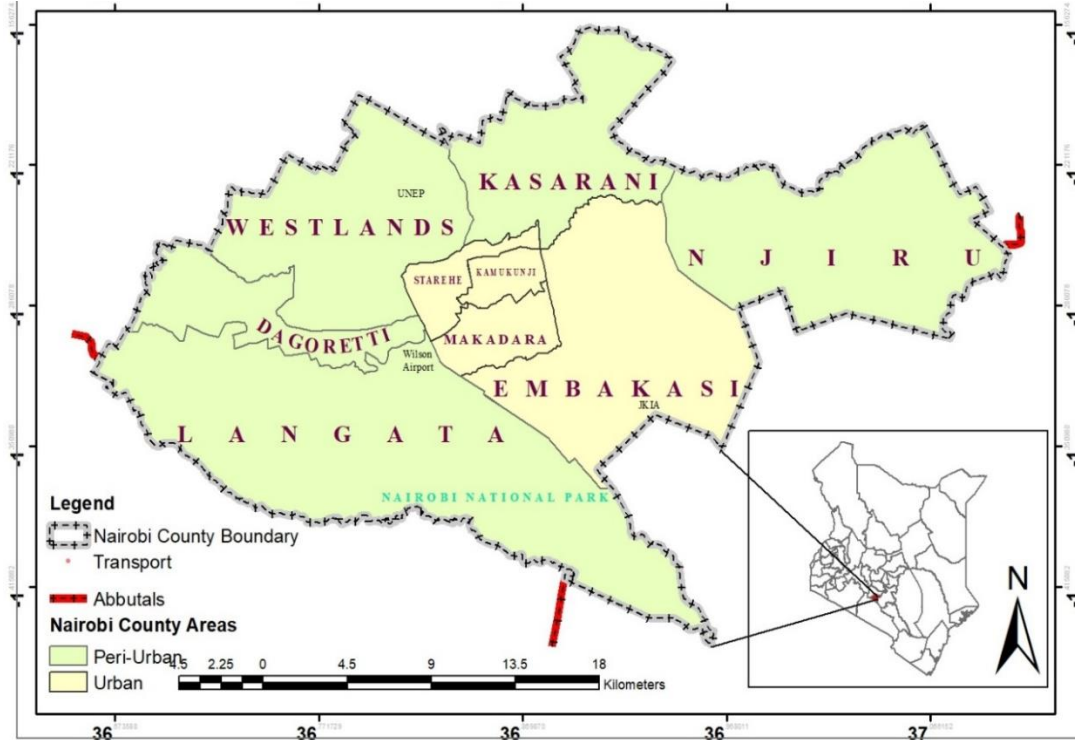 KASARANI
UNEP
WESTLANDS
NJIRU
STAREHE
KAMUKUNJI
DAGORETTI
MAKADARA
Wilson
Airport
EMBAKASI
JKIA
LANGATA
NAIROBI NATIONAL PARK
Legend
Nairobi County Boundary
Transport
Abbutals
Nairobi County Areas
Peri-Urban
Urban
4.5 2.25 0 4.5 9 13.5 18
Kilometers
N
36 36 36 36 37